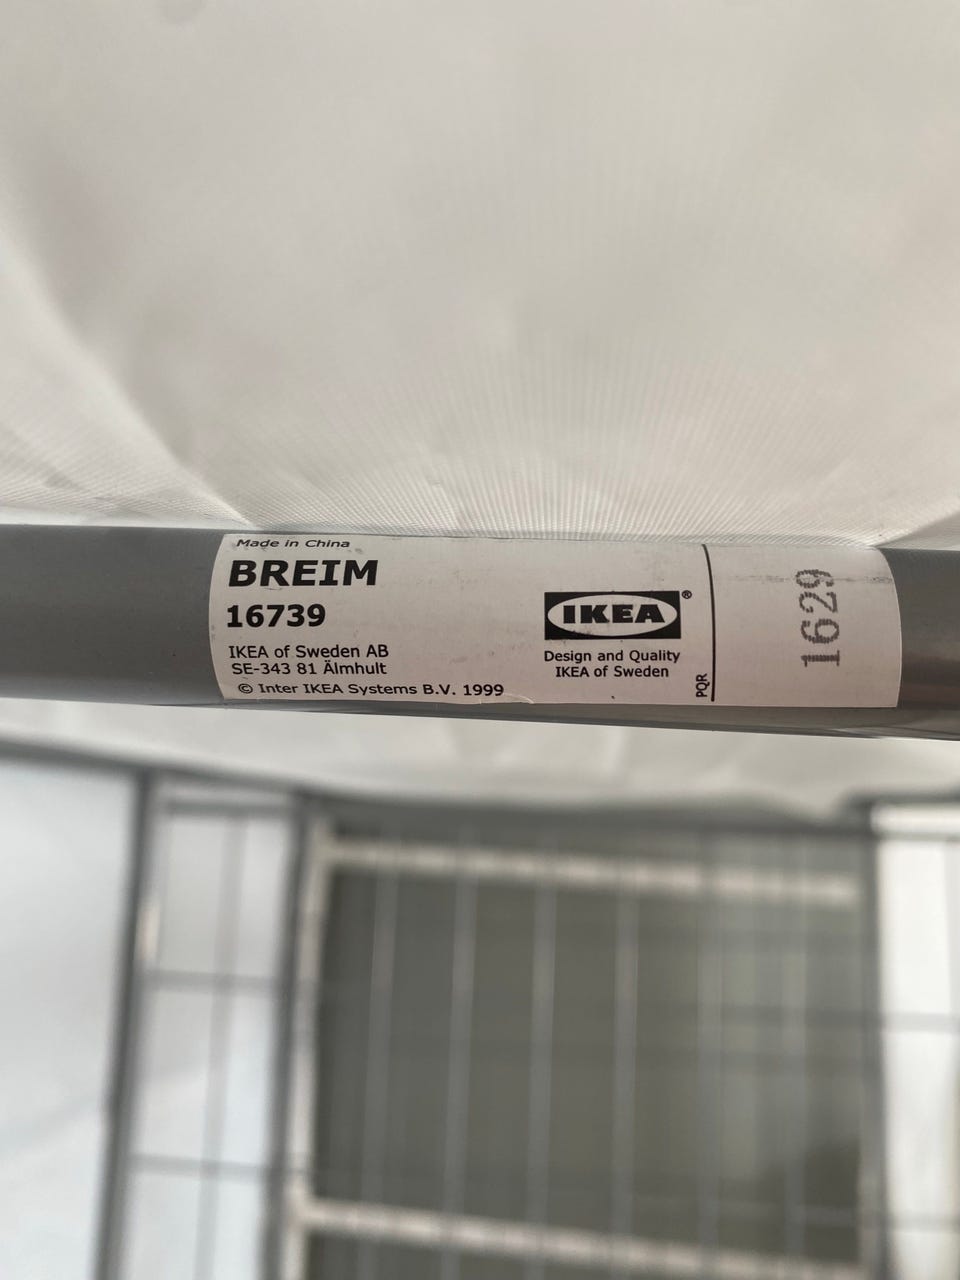 Made in China
BREIM
16739
IKEA of Sweden AB
SE-343 81 Älmhult
© Inter IKEA Systems B.V. 1999
IKEA®
Design and Quality
IKEA of Sweden
PQR
1629